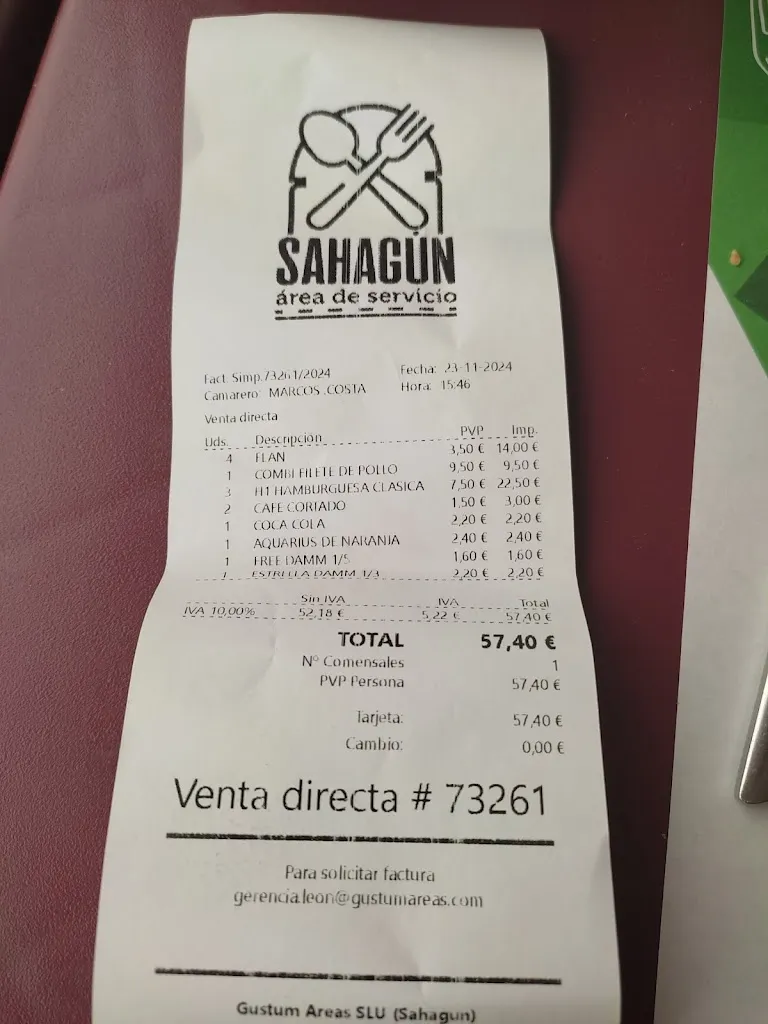 SAHAGÚN
área de servicio
Fact. Simp.73261/2024 Fecha: 23-11-2024
Camarero: MARCOS .COSTA Hora: 15:46
Venta directa
Uds. Descripción PVP Imp.
4 FLAN 3,50 € 14,00 €
1 COMBI FILETE DE POLLO 9,50 € 9,50 €
3 H1 HAMBURGUESA CLASICA 7,50 € 22,50 €
2 CAFE CORTADO 1,50 € 3,00 €
1 COCA COLA 2,20 € 2,20 €
1 AQUARIUS DE NARANJA 2,40 € 2,40 €
1 FREE DAMM 1/5 1,60 € 1,60 €
1 ESTRELLA DAMM 1/3 2,20 € 2,20 €
Sin IVA IVA Total
IVA 10,00% 52,18 € 5,22 € 57,40 €
TOTAL 57,40 €
Nº Comensales 1
PVP Persona 57,40 €
Tarjeta: 57,40 €
Cambio: 0,00 €
Venta directa # 73261
Para solicitar factura
gerencia.leon@gustumareas.com
Gustum Areas SLU (Sahagun)